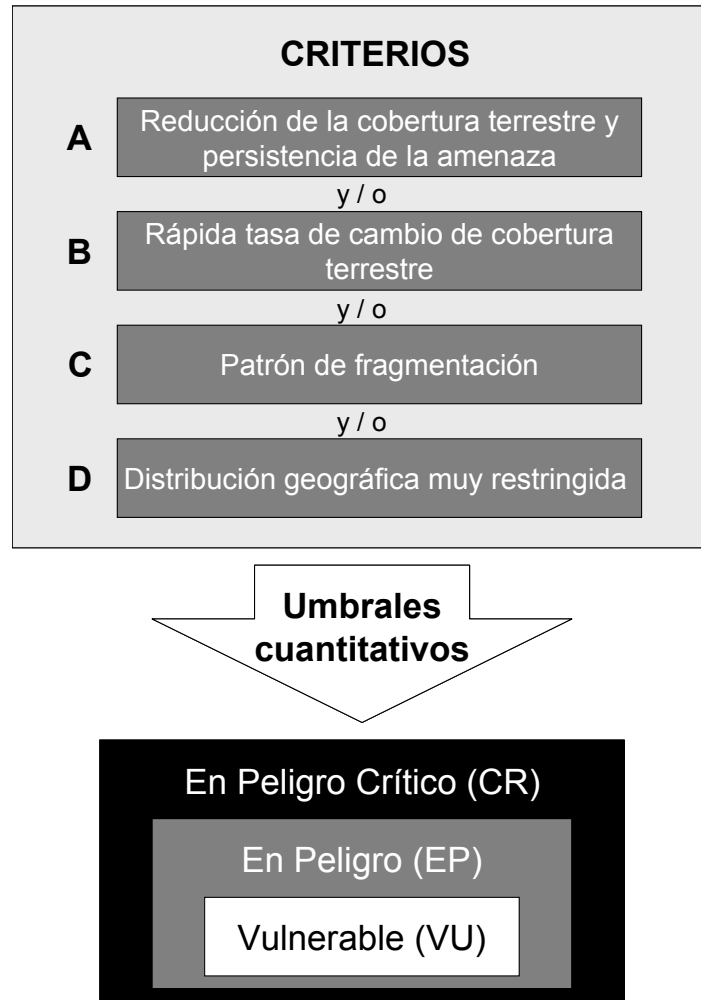 CRITERIOS
A
Reducción de la cobertura terrestre y
persistencia de la amenaza
y / o
B
Rápida tasa de cambio de cobertura
terrestre
y / o
C
Patrón de fragmentación
y / o
D
Distribución geográfica muy restringida
Umbrales
cuantitativos
En Peligro Crítico (CR)
En Peligro (EP)
Vulnerable (VU)